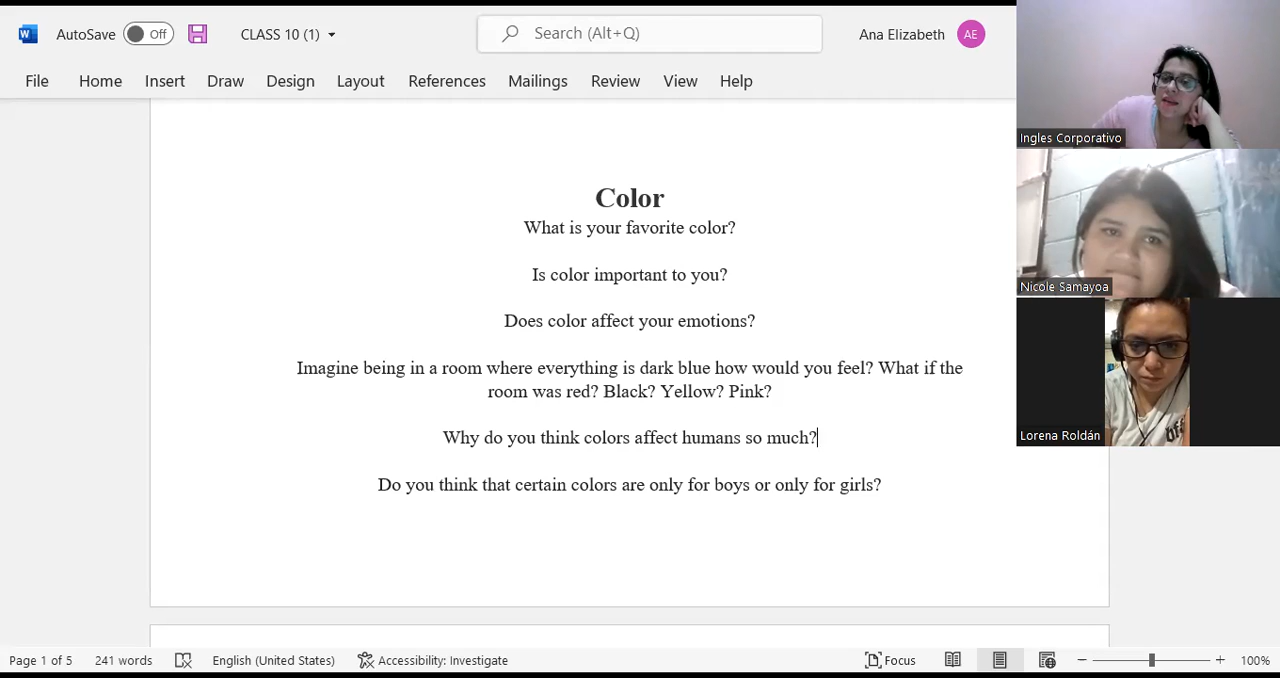 AutoSave Off CLASS 10 (1) Search (Alt+Q) Ana Elizabeth AE
File Home Insert Draw Design Layout References Mailings Review View Help
Ingles Corporativo
Nicole Samayoa
Lorena Roldán
Color
What is your favorite color?
Is color important to you?
Does color affect your emotions?
Imagine being in a room where everything is dark blue how would you feel? What if the
room was red? Black? Yellow? Pink?
Why do you think colors affect humans so much?
Do you think that certain colors are only for boys or only for girls?
Page 1 of 5 241 words English (United States) Accessibility: Investigate Focus 100%